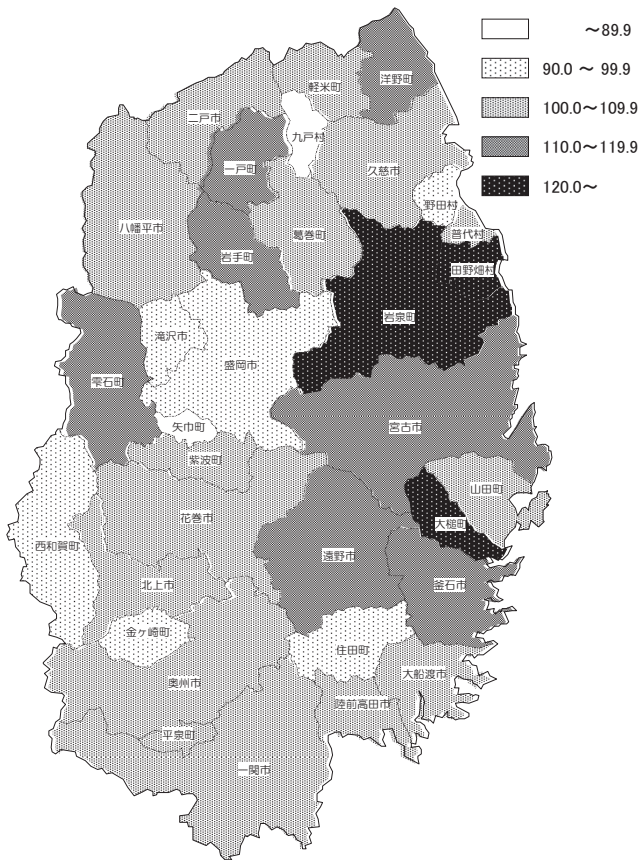 ～89.9
90.0 ～ 99.9
100.0～109.9
110.0～119.9
120.0～
洋野町
軽米町
二戸市
九戸村
一戸町
久慈市
野田村
八幡平市
葛巻町
普代村
岩手町
田野畑村
岩泉町
滝沢市
盛岡市
雫石町
矢巾町
宮古市
紫波町
山田町
花巻市
大槌町
西和賀町
遠野市
北上市
釜石市
金ヶ崎町
住田町
大船渡市
奥州市
陸前高田市
平泉町
一関市